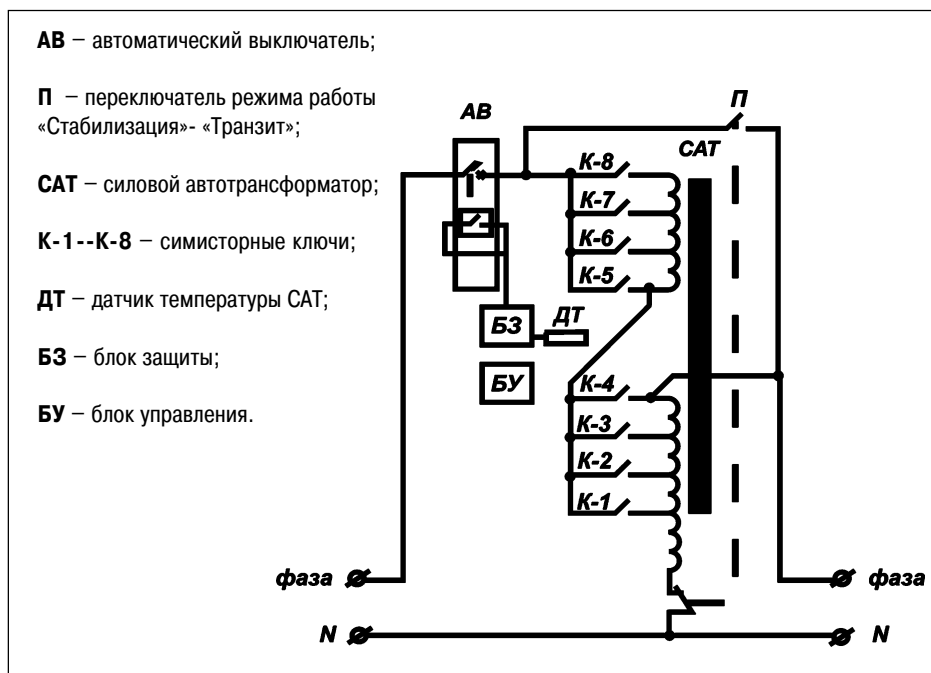 АВ – автоматический выключатель;
П – переключатель режима работы
«Стабилизация»- «Транзит»;
САТ – силовой автотрансформатор;
К-1--К-8 – симисторные ключи;
ДТ – датчик температуры САТ;
БЗ – блок защиты;
БУ – блок управления.
АВ
П
САТ
К-8
К-7
К-6
К-5
БЗ
ДТ
БУ
К-4
К-3
К-2
К-1
фаза
фаза
N
N